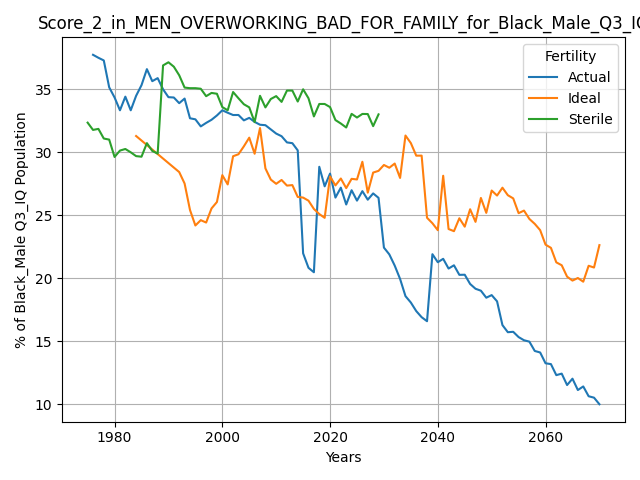 Score_2_in_MEN_OVERWORKING_BAD_FOR_FAMILY_for_Black_Male_Q3_IQ
Fertility
Actual
Ideal
Sterile
% of Black_Male Q3_IQ Population
35
30
25
20
15
10
1980 2000 2020 2040 2060
Years